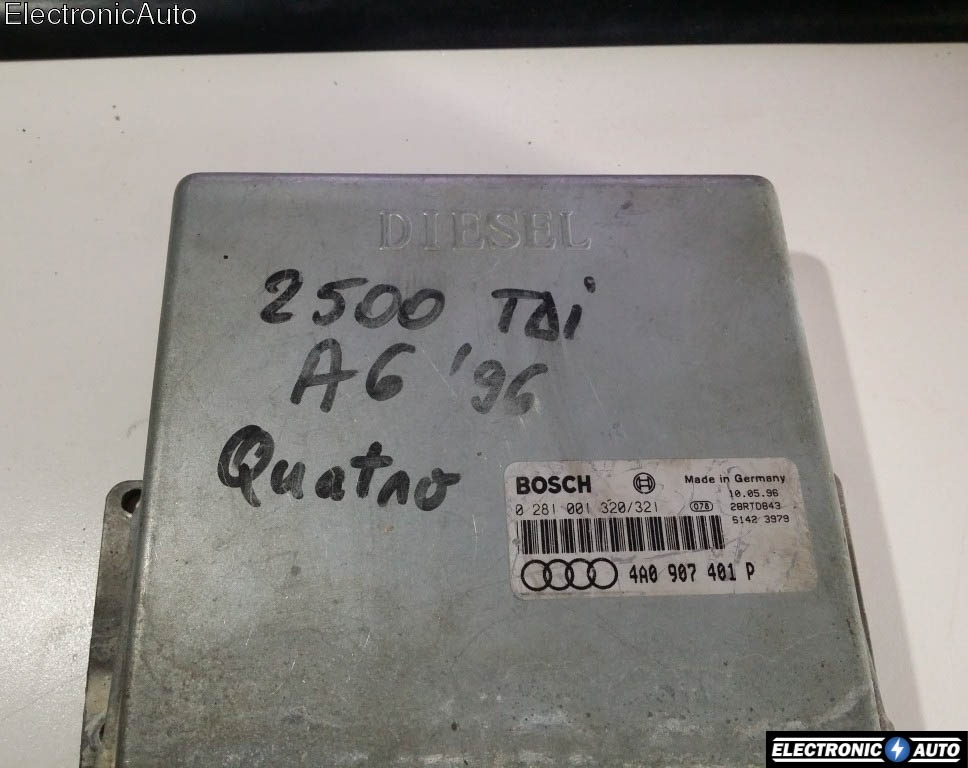 ElectronicAuto
DIESEL
2500 TDi
A6 '96
Quatro
BOSCH
Made in Germany
10.05.96
0 281 001 320/321
078
28RTD843
5142 3979
4A0 907 401 P
ELECTRONIC AUTO